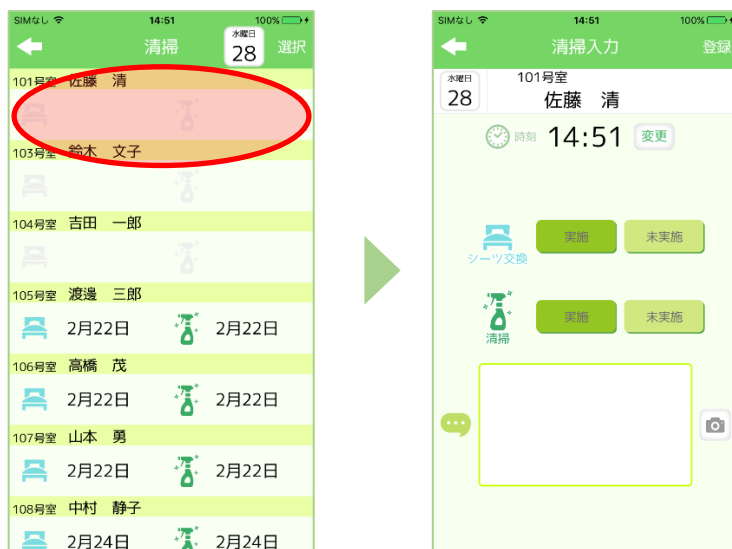 SIMなし 14:51 100%
清掃 水曜日 28 選択
101号室 佐藤 清
103号室 鈴木 文子
104号室 吉田 一郎
105号室 渡邉 三郎
2月22日 2月22日
106号室 高橋 茂
2月22日 2月22日
107号室 山本 勇
2月22日 2月22日
108号室 中村 静子
2月24日 2月24日
SIMなし 14:51 100%
清掃入力 登録
水曜日 28 101号室
佐藤 清
時刻 14:51 変更
シーツ交換 実施 未実施
清掃 実施 未実施